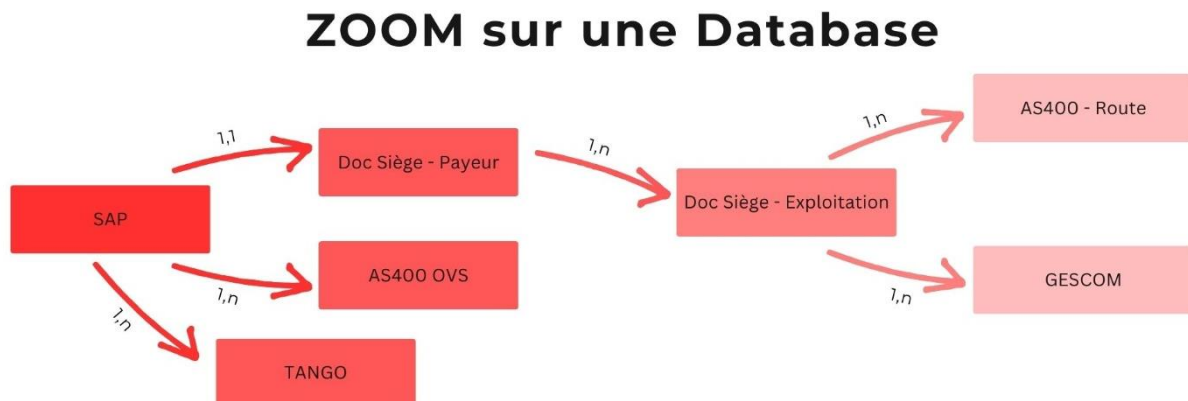 ZOOM sur une Database
SAP
1,1
Doc Siège - Payeur
1,n
AS400 OVS
1,n
TANGO
1,n
Doc Siège - Exploitation
1,n
AS400 - Route
1,n
GESCOM